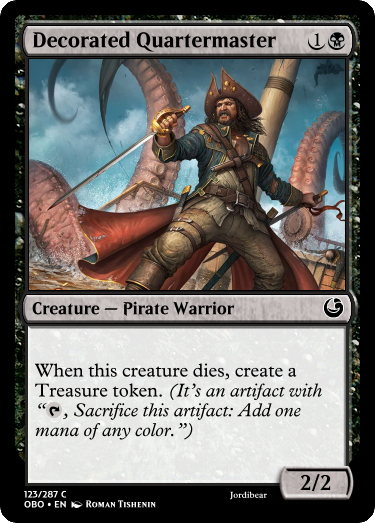 Decorated Quartermaster 1
Creature — Pirate Warrior
When this creature dies, create a
Treasure token. (It's an artifact with
“, Sacrifice this artifact: Add one
mana of any color.”)
2/2
123/287 C
OBO • EN Roman Tishenin
Jordibear